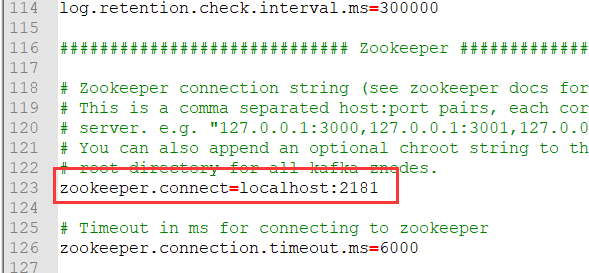 114 log.retention.check.interval.ms=300000
115
116 ############################# Zookeeper #############
117
118 # Zookeeper connection string (see zookeeper docs for
119 # This is a comma separated host:port pairs, each cor
120 # server. e.g. "127.0.0.1:3000,127.0.0.1:3001,127.0.0
121 # You can also append an optional chroot string to th
122 # root directory for all kafka znodes.
123 zookeeper.connect=localhost:2181
124
125 # Timeout in ms for connecting to zookeeper
126 zookeeper.connection.timeout.ms=6000
127